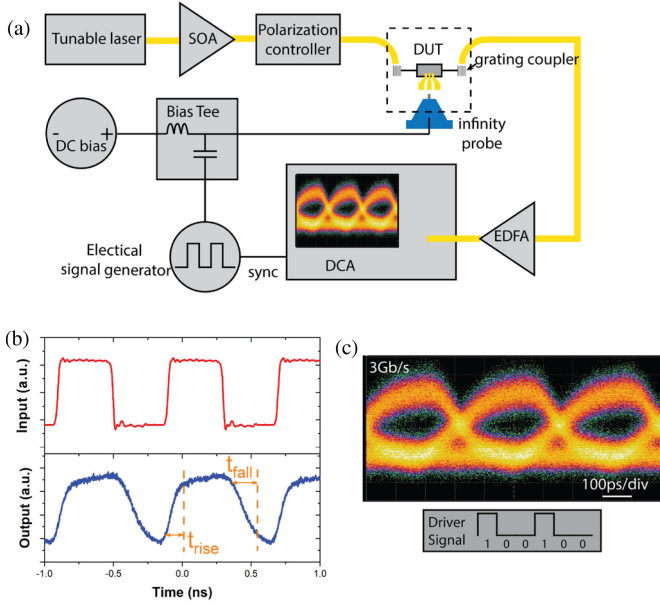 (a)
Tunable laser
SOA
Polarization
controller
DUT
grating coupler
infinity
probe
Bias Tee
- DC bias +
Electical
signal generator
sync
DCA
EDFA
(b)
Input (a.u.)
Output (a.u.)
t fall
t rise
-1.0 -0.5 0.0 0.5 1.0
Time (ns)
(c)
3Gb/s
100ps/div
Driver
Signal
1 0 0 1 0 0